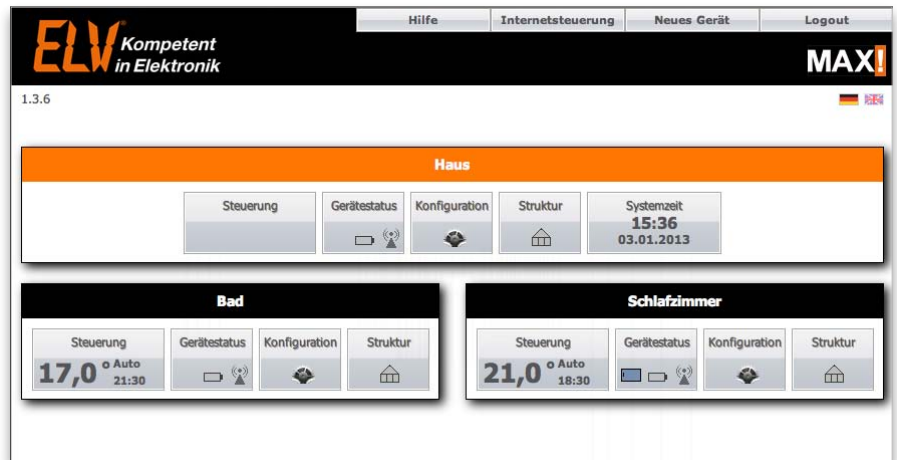 Hilfe Internetsteuerung Neues Gerät Logout
ELV Kompetent
in Elektronik
MAX!
1.3.6
Haus
Steuerung Gerätestatus Konfiguration Struktur Systemzeit
15:36
03.01.2013
Bad
Steuerung Gerätestatus Konfiguration Struktur
17,0 ° Auto
21:30
Schlafzimmer
Steuerung Gerätestatus Konfiguration Struktur
21,0 ° Auto
18:30